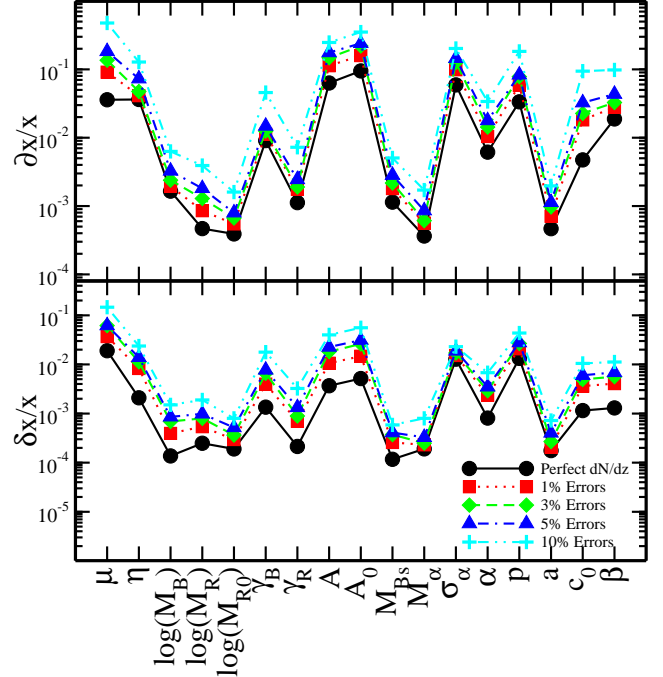 10⁻¹
10⁻²
∂x/x
10⁻³
10⁻⁴
10⁻¹
10⁻²
δx/x
10⁻³
10⁻⁴
10⁻⁵
Perfect dN/dz
1% Errors
3% Errors
5% Errors
10% Errors
μ
η
log(M_B)
log(M_R)
log(M_R0)
γ_B
γ_R
A
A_0
M_Bs
M_α
σ_α
α
p
a
c_0
β